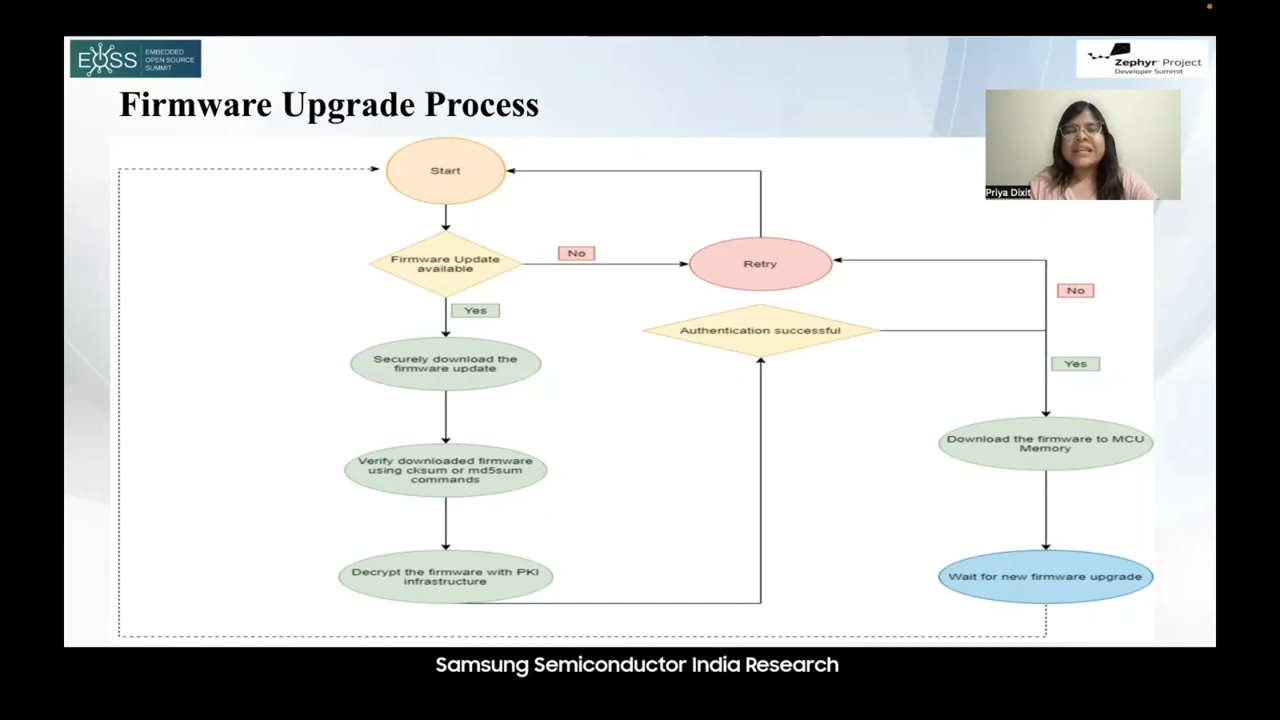 EOSS
EMBEDDED
OPEN SOURCE
SUMMIT
Zephyr Project
Developer Summit
Firmware Upgrade Process
Priya Dixit
Start
Firmware Update
available
No
Retry
Yes
No
Authentication successful
Securely download the
firmware update
Yes
Download the firmware to MCU
Memory
Verify downloaded firmware
using cksum or md5sum
commands
Decrypt the firmware with PKI
infrastructure
Wait for new firmware upgrade
Samsung Semiconductor India Research